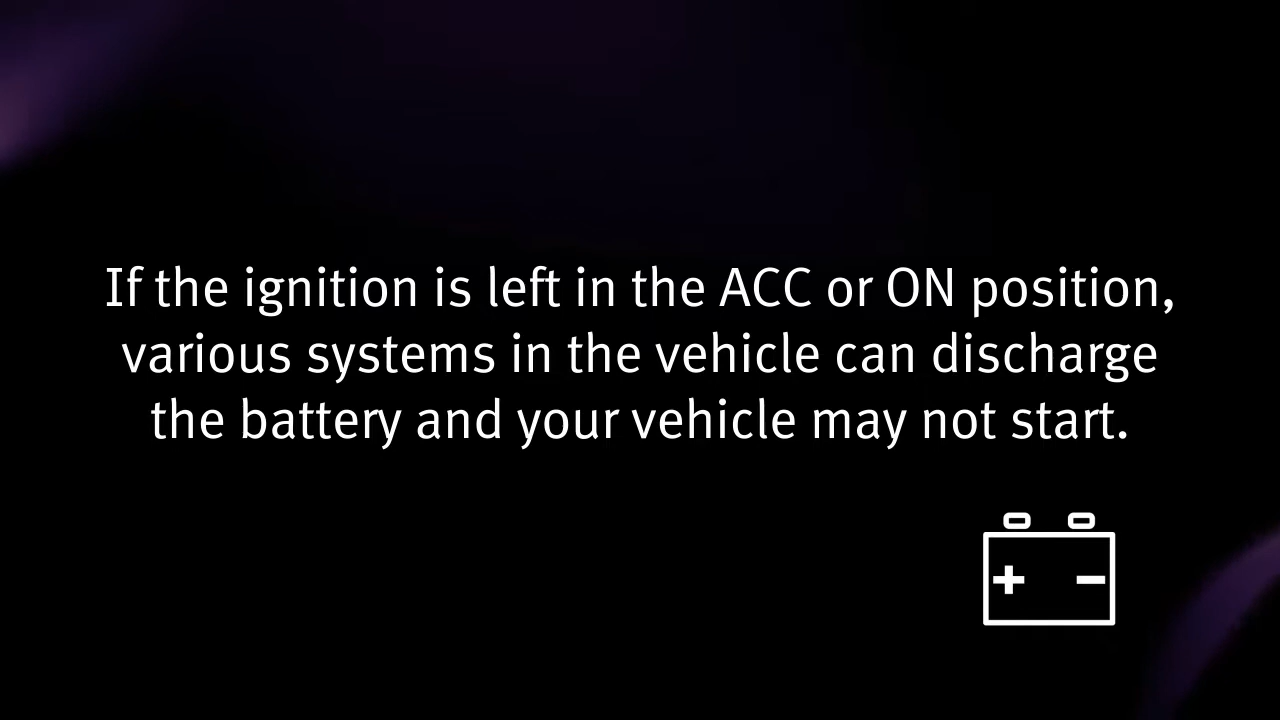 If the ignition is left in the ACC or ON position,
various systems in the vehicle can discharge
the battery and your vehicle may not start.
+ −